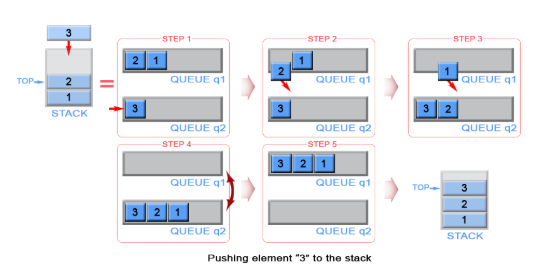 3
TOP
2
1
STACK
STEP 1
2 1
QUEUE q1
3
QUEUE q2
STEP 2
1
2
QUEUE q1
3
QUEUE q2
STEP 3
1
QUEUE q1
3 2
QUEUE q2
STEP 4
QUEUE q1
3 2 1
QUEUE q2
STEP 5
3 2 1
QUEUE q1
QUEUE q2
TOP
3
2
1
STACK
Pushing element "3" to the stack